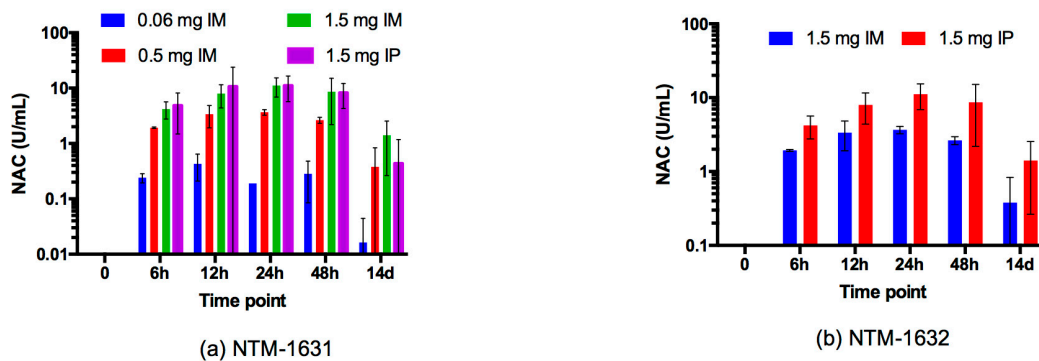 0.06 mg IM
1.5 mg IM
0.5 mg IM
1.5 mg IP
NAC (U/mL)
100
10
1
0.1
0.01
0
6h
12h
24h
48h
14d
Time point
(a) NTM-1631
1.5 mg IM
1.5 mg IP
NAC (U/mL)
100
10
1
0.1
0
6h
12h
24h
48h
14d
Time point
(b) NTM-1632